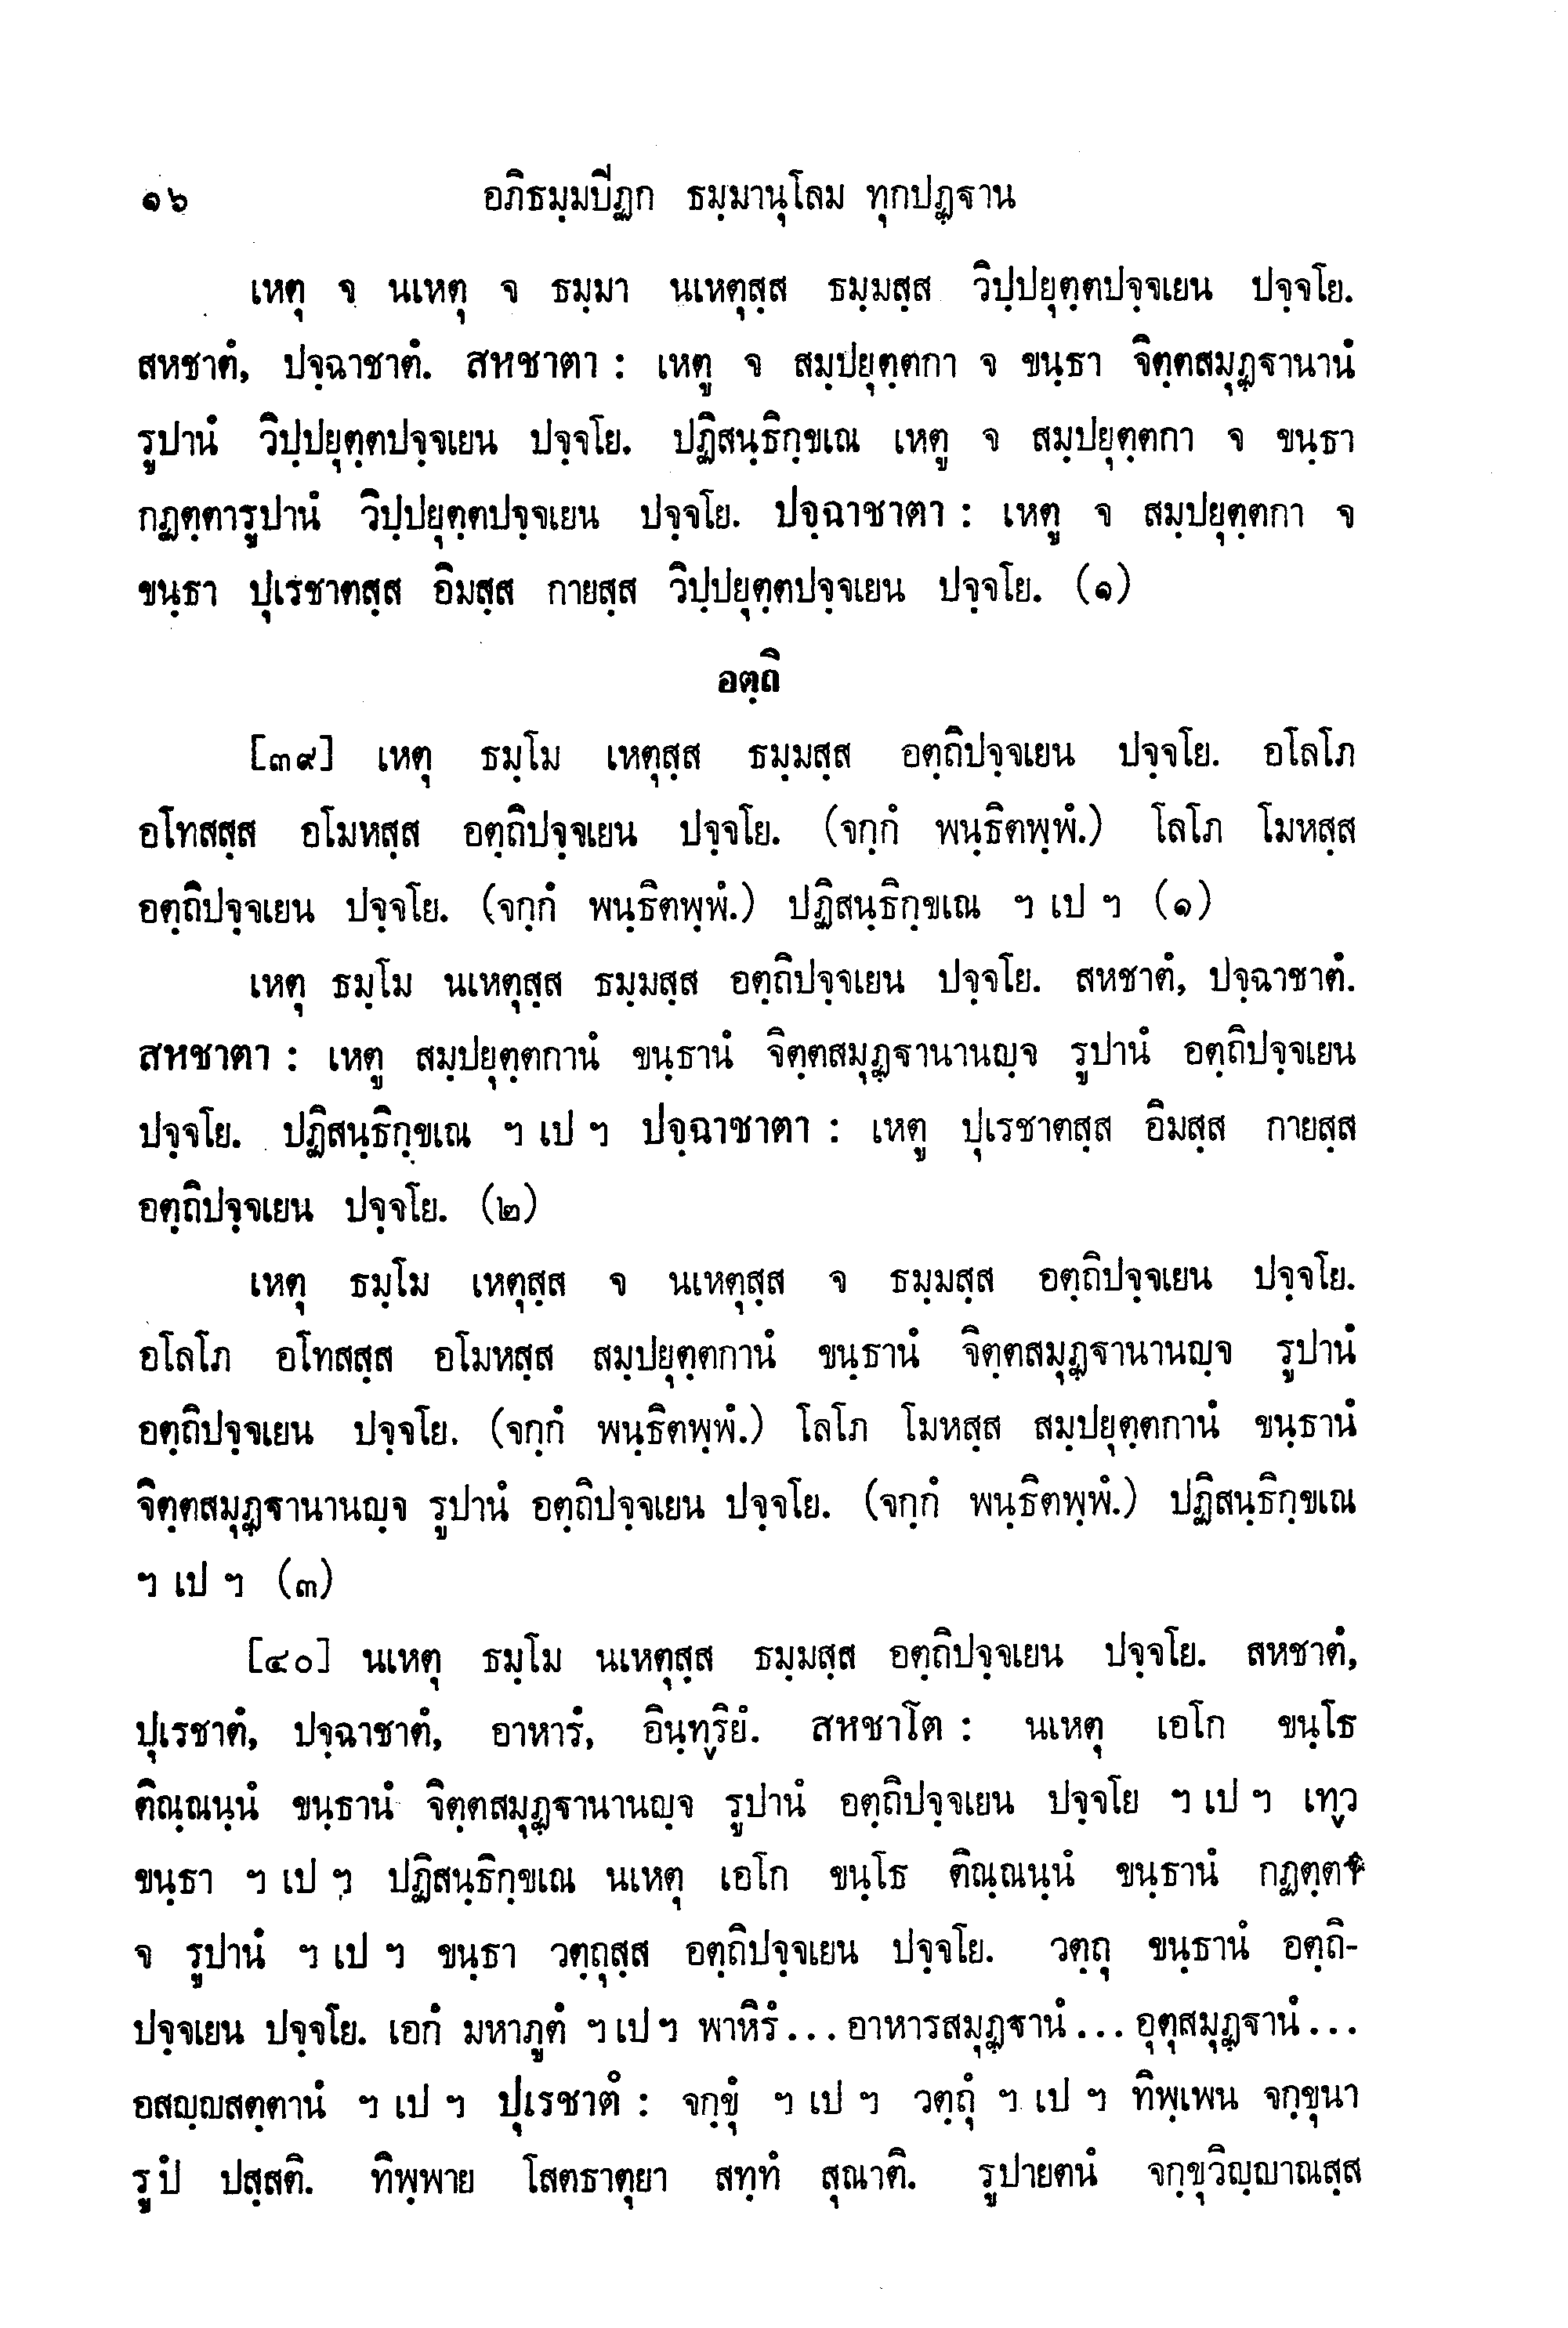 ๑๖ อภิธมฺมปีฏก ธมฺมานุโลม ทุกปฏฺฐาน
เหตุ จ นเหตุ จ ธมฺมา นเหตุสฺส ธมฺมสฺส วิปฺปยุตฺตปจฺจเยน ปจฺจโย.
สหชาตํ, ปจฺฉาชาตํ. สหชาตา : เหตู จ สมฺปยุตฺตกา จ ขนฺธา จิตฺตสมุฏฺฐานานํ
รูปานํ วิปฺปยุตฺตปจฺจเยน ปจฺจโย. ปฏิสนฺธิกฺขเณ เหตู จ สมฺปยุตฺตกา จ ขนฺธา
กฏตฺตารูปานํ วิปฺปยุตฺตปจฺจเยน ปจฺจโย. ปจฺฉาชาตา : เหตู จ สมฺปยุตฺตกา จ
ขนฺธา ปุเรชาตสฺส อิมสฺส กายสฺส วิปฺปยุตฺตปจฺจเยน ปจฺจโย. (๑)
อตฺถิ
[๓๙] เหตุ ธมฺโม เหตุสฺส ธมฺมสฺส อตฺถิปจฺจเยน ปจฺจโย. อโลโภ
อโทสสฺส อโมหสฺส อตฺถิปจฺจเยน ปจฺจโย. (จกฺกํ พนฺธิตพฺพํ.) โลโภ โมหสฺส
อตฺถิปจฺจเยน ปจฺจโย. (จกฺกํ พนฺธิตพฺพํ.) ปฏิสนฺธิกฺขเณ ฯ เป ฯ (๑)
เหตุ ธมฺโม นเหตุสฺส ธมฺมสฺส อตฺถิปจฺจเยน ปจฺจโย. สหชาตํ, ปจฺฉาชาตํ.
สหชาตา : เหตู สมฺปยุตฺตกานํ ขนฺธานํ จิตฺตสมุฏฺฐานานญฺจ รูปานํ อตฺถิปจฺจเยน
ปจฺจโย. ปฏิสนฺธิกฺขเณ ฯ เป ฯ ปจฺฉาชาตา : เหตู ปุเรชาตสฺส อิมสฺส กายสฺส
อตฺถิปจฺจเยน ปจฺจโย. (๒)
เหตุ ธมฺโม เหตุสฺส จ นเหตุสฺส จ ธมฺมสฺส อตฺถิปจฺจเยน ปจฺจโย.
อโลโภ อโทสสฺส อโมหสฺส สมฺปยุตฺตกานํ ขนฺธานํ จิตฺตสมุฏฺฐานานญฺจ รูปานํ
อตฺถิปจฺจเยน ปจฺจโย. (จกฺกํ พนฺธิตพฺพํ.) โลโภ โมหสฺส สมฺปยุตฺตกานํ ขนฺธานํ
จิตฺตสมุฏฺฐานานญฺจ รูปานํ อตฺถิปจฺจเยน ปจฺจโย. (จกฺกํ พนฺธิตพฺพํ.) ปฏิสนฺธิกฺขเณ
ฯ เป ฯ (๓)
[๔๐] นเหตุ ธมฺโม นเหตุสฺส ธมฺมสฺส อตฺถิปจฺจเยน ปจฺจโย. สหชาตํ,
ปุเรชาตํ, ปจฺฉาชาตํ, อาหารํ, อินฺทฺริยํ. สหชาโต : นเหตุ เอโก ขนฺโธ
ติณฺณนฺนํ ขนฺธานํ จิตฺตสมุฏฺฐานานญฺจ รูปานํ อตฺถิปจฺจเยน ปจฺจโย ฯ เป ฯ เทฺว
ขนฺธา ฯ เป ฯ ปฏิสนฺธิกฺขเณ นเหตุ เอโก ขนฺโธ ติณฺณนฺนํ ขนฺธานํ กฏตฺตา
จ รูปานํ ฯ เป ฯ ขนฺธา วตฺถุสฺส อตฺถิปจฺจเยน ปจฺจโย. วตฺถุ ขนฺธานํ อตฺถิ-
ปจฺจเยน ปจฺจโย. เอกํ มหาภูตํ ฯ เป ฯ พาหิรํ... อาหารสมุฏฺฐานํ... อุตุสมุฏฺฐานํ...
อสญฺญสตฺตานํ ฯ เป ฯ ปุเรชาตํ : จกฺขุํ ฯ เป ฯ วตฺถุํ ฯ เป ฯ ทิพฺเพน จกฺขุนา
รูปํ ปสฺสติ. ทิพฺพาย โสตธาตุยา สทฺทํ สุณาติ. รูปายตนํ จกฺขุวิญฺญาณสฺส